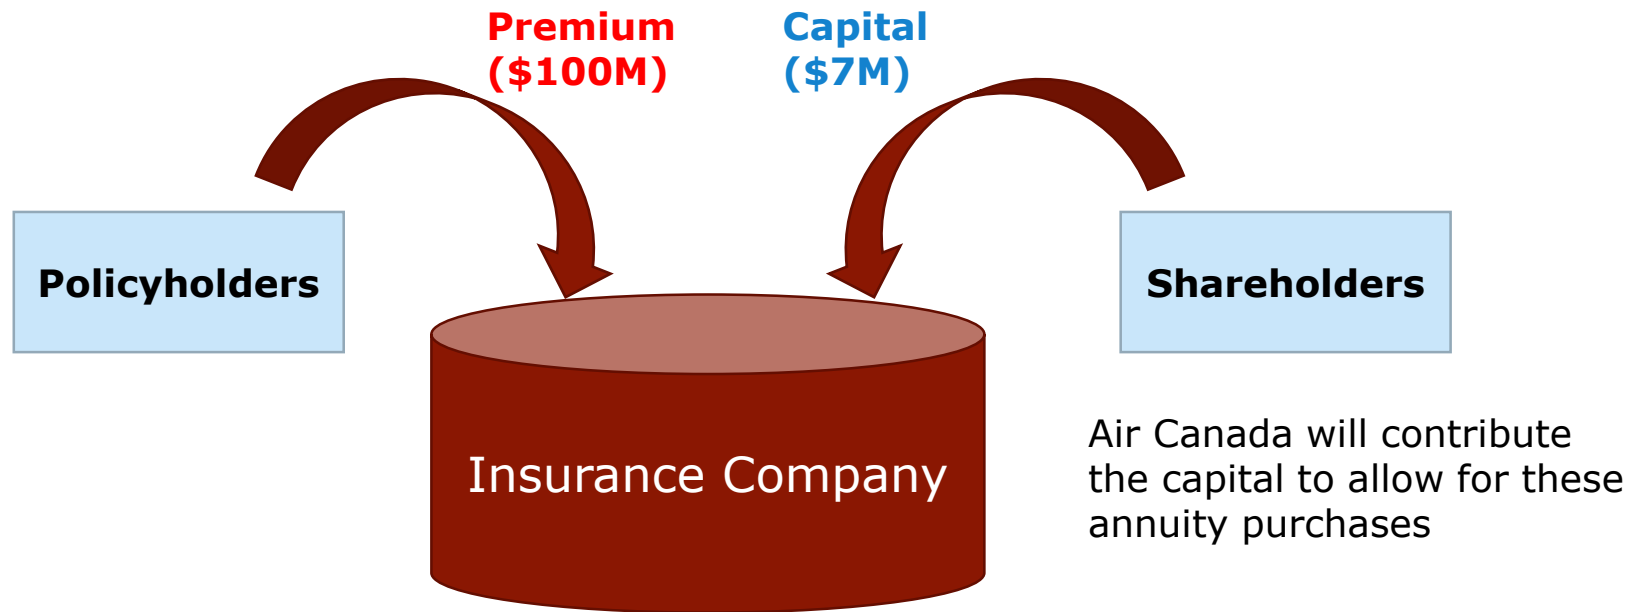 Premium
($100M)
Capital
($7M)
Policyholders
Shareholders
Insurance Company
Air Canada will contribute
the capital to allow for these
annuity purchases